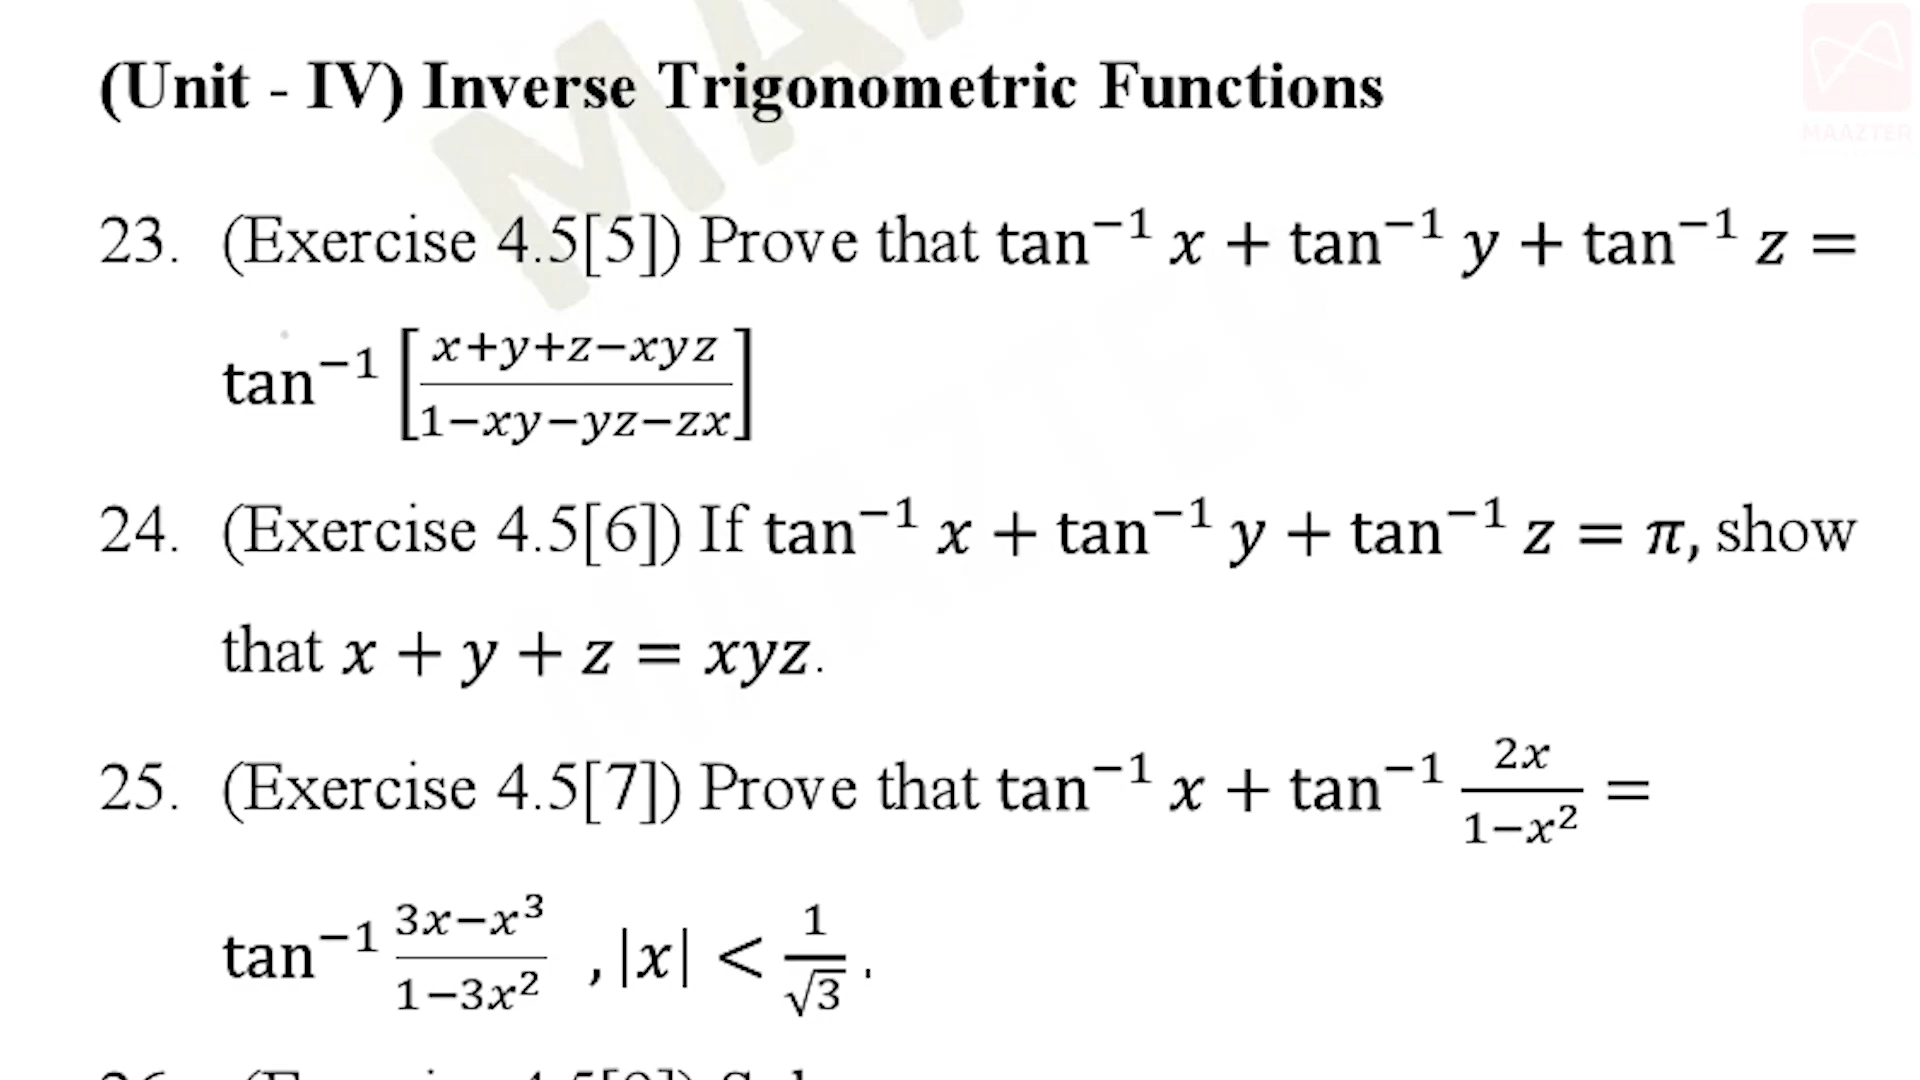 (Unit - IV) Inverse Trigonometric Functions
MAAZTER
23. (Exercise 4.5[5]) Prove that tan⁻¹ x + tan⁻¹ y + tan⁻¹ z =
tan⁻¹ [x+y+z−xyz / 1−xy−yz−zx]
24. (Exercise 4.5[6]) If tan⁻¹ x + tan⁻¹ y + tan⁻¹ z = π, show
that x + y + z = xyz.
25. (Exercise 4.5[7]) Prove that tan⁻¹ x + tan⁻¹ 2x / 1−x² =
tan⁻¹ 3x−x³ / 1−3x² , |x| < 1 / √3 .